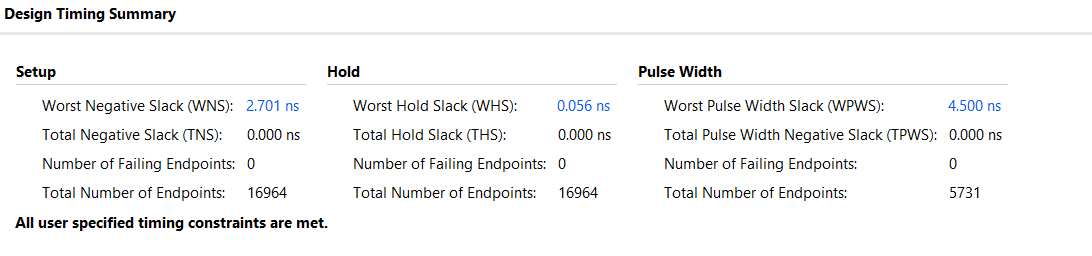 Design Timing Summary
Setup Hold Pulse Width
Worst Negative Slack (WNS): 2.701 ns Worst Hold Slack (WHS): 0.056 ns Worst Pulse Width Slack (WPWS): 4.500 ns
Total Negative Slack (TNS): 0.000 ns Total Hold Slack (THS): 0.000 ns Total Pulse Width Negative Slack (TPWS): 0.000 ns
Number of Failing Endpoints: 0 Number of Failing Endpoints: 0 Number of Failing Endpoints: 0
Total Number of Endpoints: 16964 Total Number of Endpoints: 16964 Total Number of Endpoints: 5731
All user specified timing constraints are met.